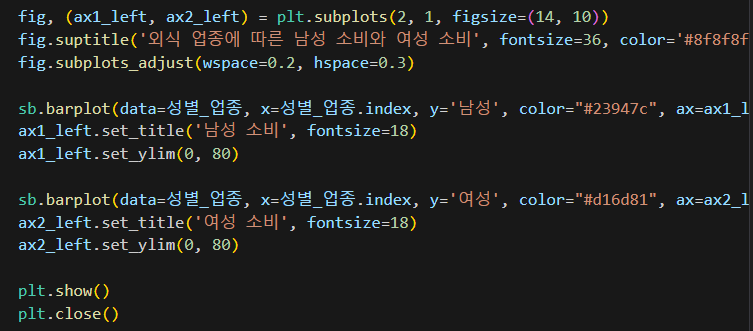 fig, (ax1_left, ax2_left) = plt.subplots(2, 1, figsize=(14, 10))
fig.suptitle('외식 업종에 따른 남성 소비와 여성 소비', fontsize=36, color='#8f8f8f
fig.subplots_adjust(wspace=0.2, hspace=0.3)
sb.barplot(data=성별_업종, x=성별_업종.index, y='남성', color="#23947c", ax=ax1_l
ax1_left.set_title('남성 소비', fontsize=18)
ax1_left.set_ylim(0, 80)
sb.barplot(data=성별_업종, x=성별_업종.index, y='여성', color="#d16d81", ax=ax2_l
ax2_left.set_title('여성 소비', fontsize=18)
ax2_left.set_ylim(0, 80)
plt.show()
plt.close()